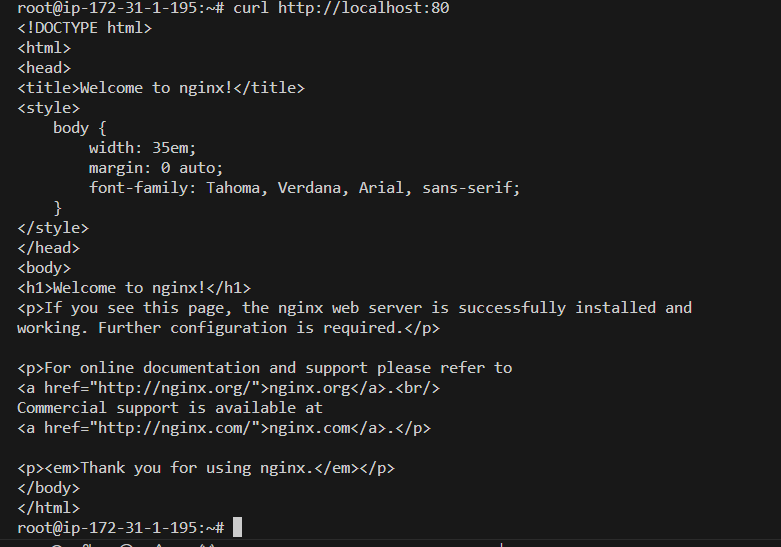 root@ip-172-31-1-195:~# curl http://localhost:80
<!DOCTYPE html>
<html>
<head>
<title>Welcome to nginx!</title>
<style>
    body {
        width: 35em;
        margin: 0 auto;
        font-family: Tahoma, Verdana, Arial, sans-serif;
    }
</style>
</head>
<body>
<h1>Welcome to nginx!</h1>
<p>If you see this page, the nginx web server is successfully installed and
working. Further configuration is required.</p>

<p>For online documentation and support please refer to
<a href="http://nginx.org/">nginx.org</a>.<br/>
Commercial support is available at
<a href="http://nginx.com/">nginx.com</a>.</p>

<p><em>Thank you for using nginx.</em></p>
</body>
</html>
root@ip-172-31-1-195:~#